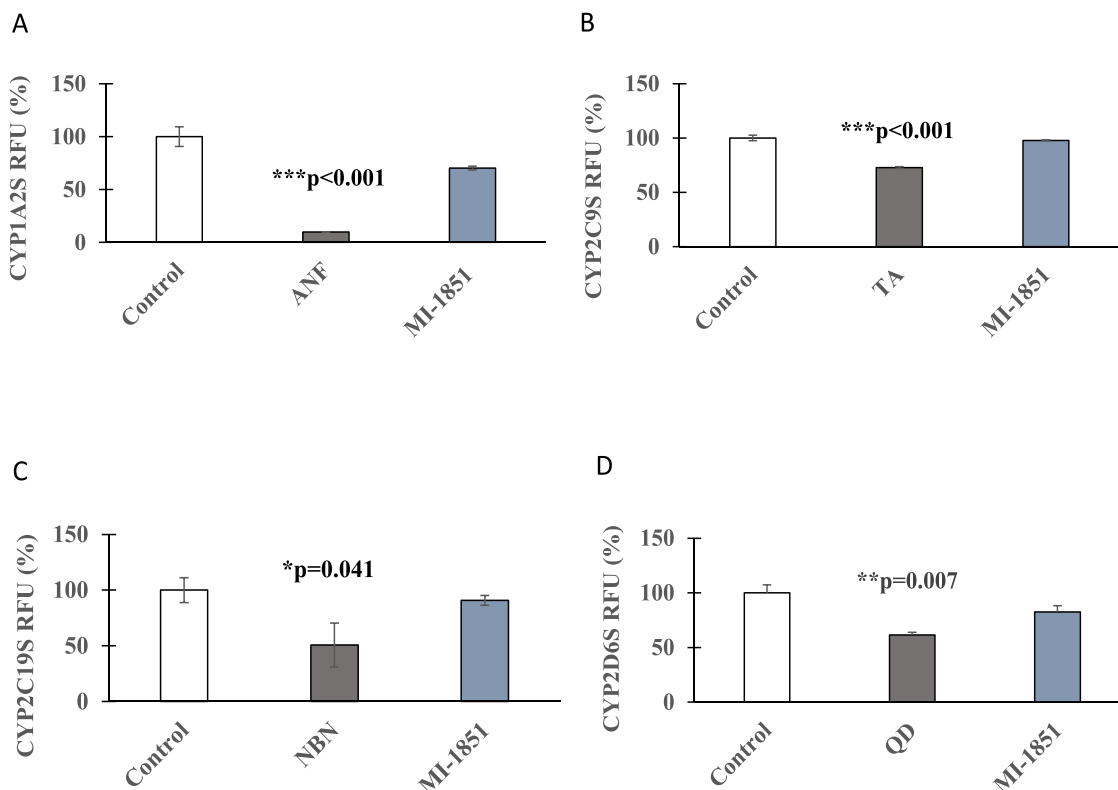 A
CYP1A2S RFU (%)
150
100
50
0
***p<0.001
Control
ANF
MI-1851
B
CYP2C9S RFU (%)
150
100
50
0
***p<0.001
Control
TA
MI-1851
C
CYP2C19S RFU (%)
150
100
50
0
*p=0.041
Control
NBN
MI-1851
D
CYP2D6S RFU (%)
150
100
50
0
**p=0.007
Control
QD
MI-1851